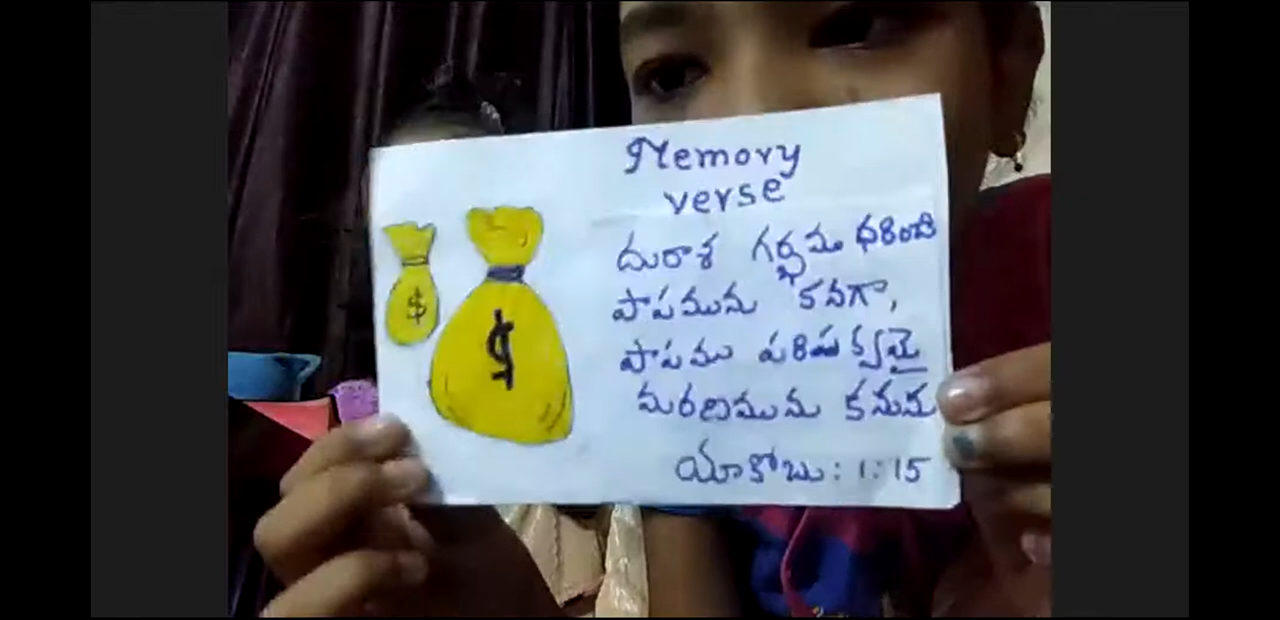 Memory
verse
దురాశ గర్భము ధరించి
పాపమును కనగా,
పాపము పరిపక్వమై
మరణమును కనును
యాకోబు : 1:15
$
$